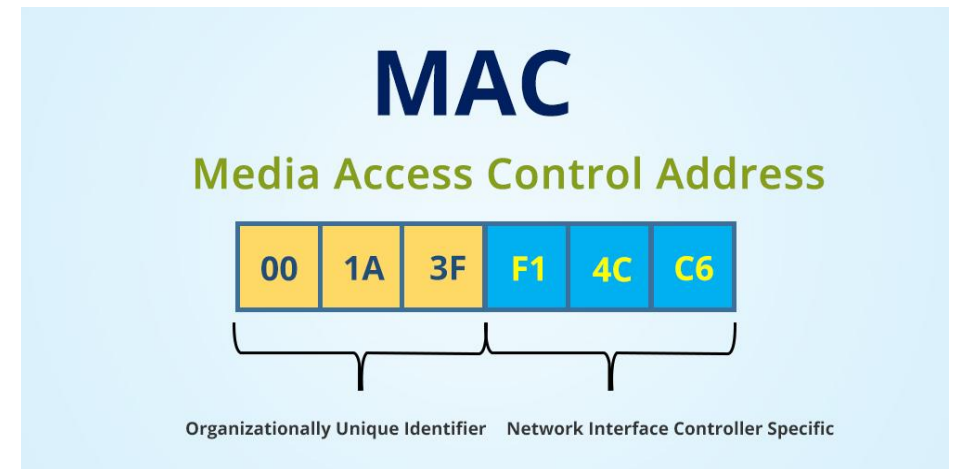 MAC
Media Access Control Address
00 1A 3F F1 4C C6
Organizationally Unique Identifier Network Interface Controller Specific